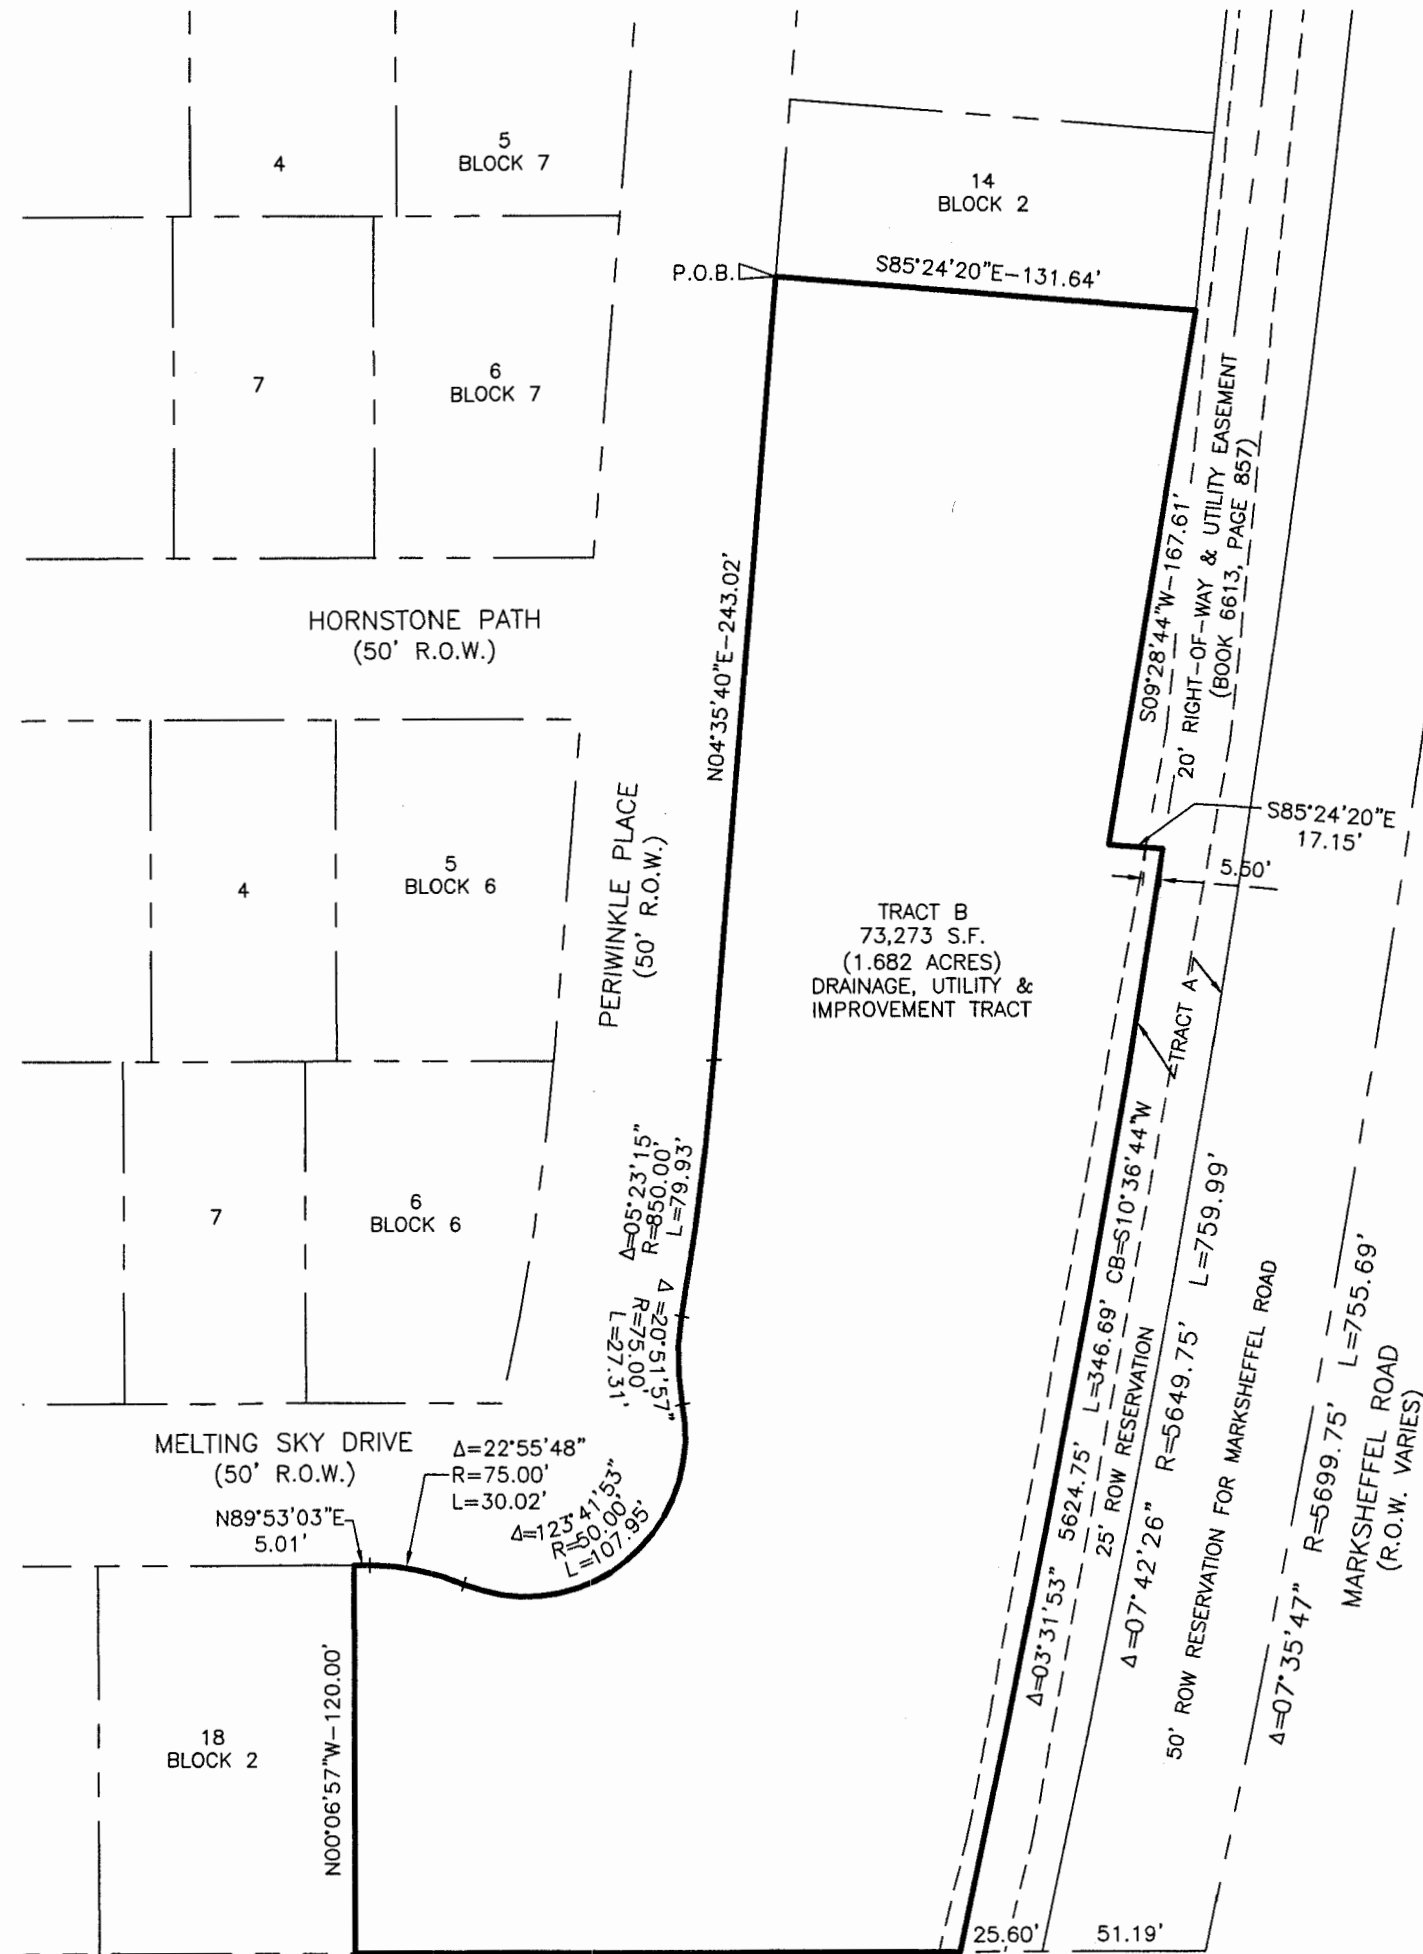 5
BLOCK 7
4
14
BLOCK 2
P.O.B.
S85°24'20"E-131.64'
7
6
BLOCK 7
20' RIGHT-OF-WAY & UTILITY EASEMENT
(BOOK 6613, PAGE 857)
S09°28'44"W-167.61'
N04°35'40"E-243.02'
HORNSTONE PATH
(50' R.O.W.)
S85°24'20"E
17.15'
5.50'
PERIWINKLE PLACE
(50' R.O.W.)
4
5
BLOCK 6
TRACT B
73,273 S.F.
(1.682 ACRES)
DRAINAGE, UTILITY &
IMPROVEMENT TRACT
TRACT A
7
6
BLOCK 6
Δ=05°23'15"
R=850.00'
L=79.93'
Δ=20°51'57"
R=75.00'
L=27.31'
MELTING SKY DRIVE
(50' R.O.W.)
Δ=22°55'48"
R=75.00'
L=30.02'
Δ=123°41'53"
R=50.00'
L=107.95'
N89°53'03"E
5.01'
Δ=03°31'53" 5624.75' L=346.69' CB=S10°36'44"W
25' ROW RESERVATION
Δ=07°42'26" R=5649.75' L=759.99'
50' ROW RESERVATION FOR MARKSHEFFEL ROAD
Δ=07°35'47" R=5699.75' L=755.69'
MARKSHEFFEL ROAD
(R.O.W. VARIES)
18
BLOCK 2
N00°06'57"W-120.00'
25.60'
51.19'